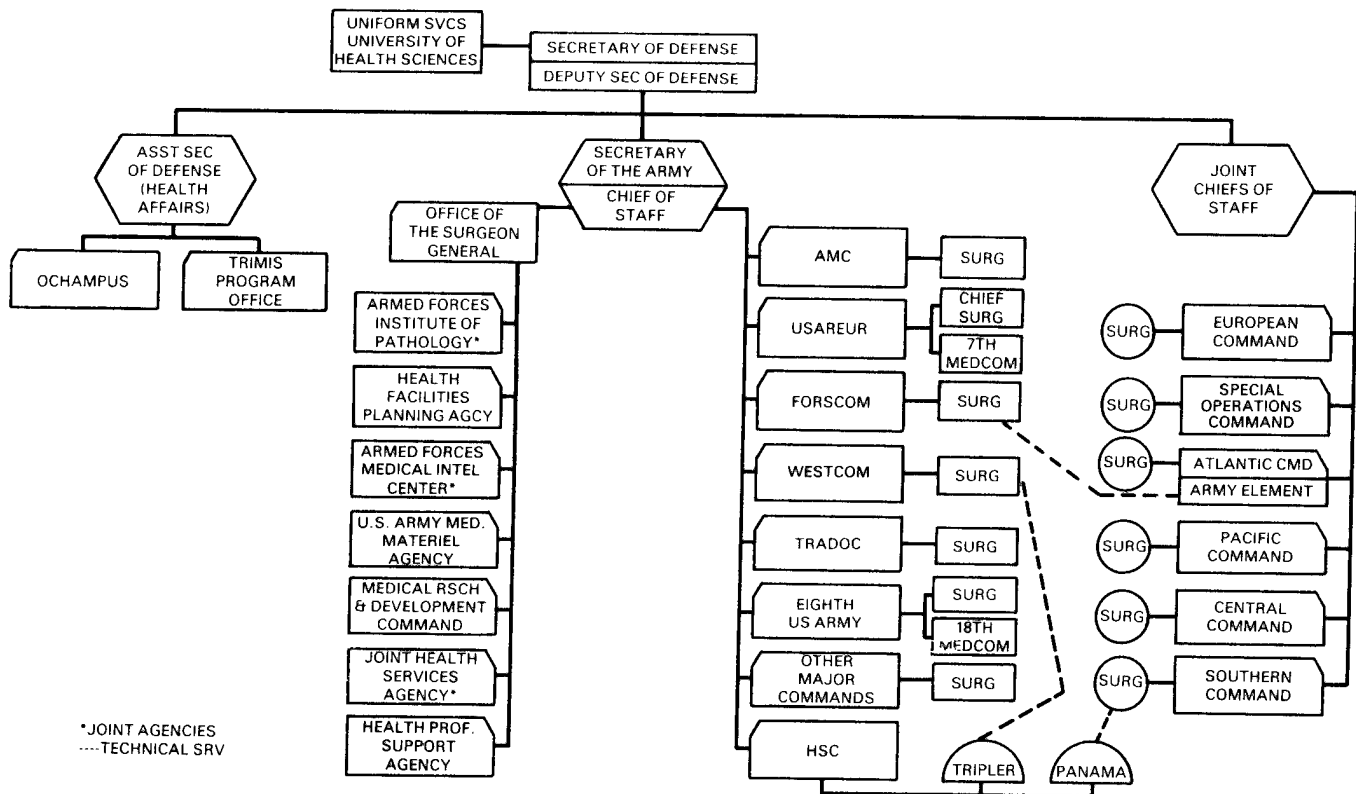 UNIFORM SVCS
UNIVERSITY OF
HEALTH SCIENCES
SECRETARY OF DEFENSE
DEPUTY SEC OF DEFENSE
ASST SEC
OF DEFENSE
(HEALTH
AFFAIRS)
SECRETARY
OF THE ARMY
CHIEF OF
STAFF
JOINT
CHIEFS OF
STAFF
OCHAMPUS
TRIMIS
PROGRAM
OFFICE
OFFICE OF
THE SURGEON
GENERAL
ARMED FORCES
INSTITUTE OF
PATHOLOGY*
HEALTH
FACILITIES
PLANNING AGCY
ARMED FORCES
MEDICAL INTEL
CENTER*
U.S. ARMY MED.
MATERIEL
AGENCY
MEDICAL RSCH
& DEVELOPMENT
COMMAND
JOINT HEALTH
SERVICES
AGENCY*
HEALTH PROF.
SUPPORT
AGENCY
AMC
SURG
USAREUR
CHIEF
SURG
7TH
MEDCOM
FORSCOM
SURG
WESTCOM
SURG
TRADOC
SURG
EIGHTH
US ARMY
SURG
18TH
MEDCOM
OTHER
MAJOR
COMMANDS
SURG
HSC
TRIPLER
PANAMA
SURG
EUROPEAN
COMMAND
SURG
SPECIAL
OPERATIONS
COMMAND
SURG
ATLANTIC CMD
ARMY ELEMENT
SURG
PACIFIC
COMMAND
SURG
CENTRAL
COMMAND
SURG
SOUTHERN
COMMAND
*JOINT AGENCIES
----TECHNICAL SRV